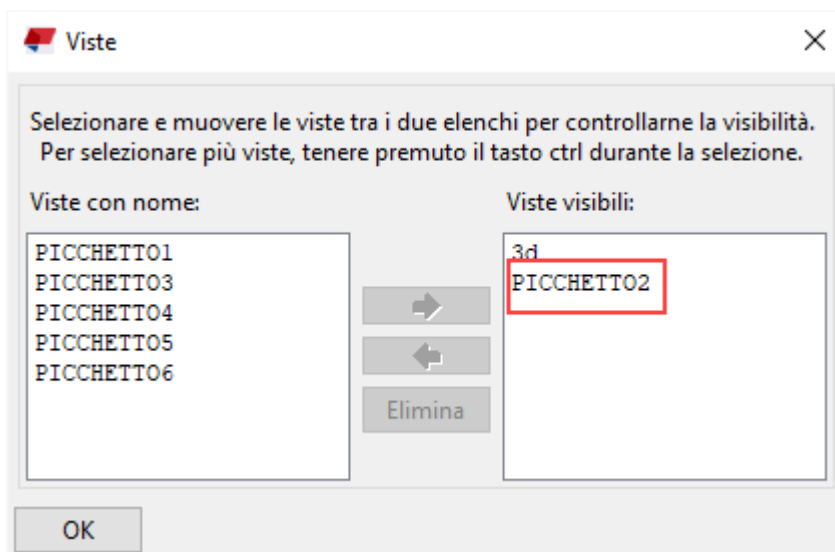 Viste
Selezionare e muovere le viste tra i due elenchi per controllarne la visibilità.
Per selezionare più viste, tenere premuto il tasto ctrl durante la selezione.
Viste con nome:
PICCHETTO1
PICCHETTO3
PICCHETTO4
PICCHETTO5
PICCHETTO6
Elimina
Viste visibili:
3d
PICCHETTO2
OK